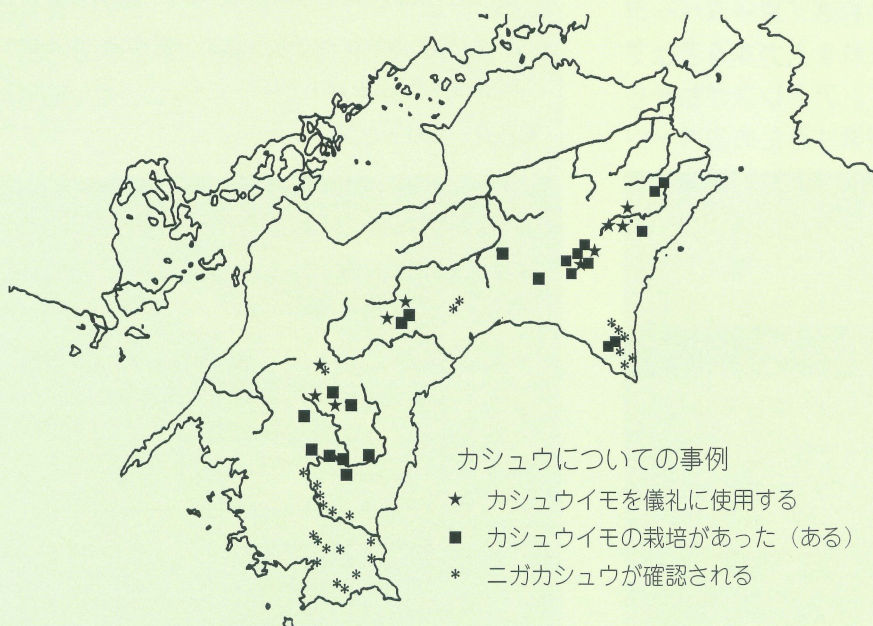 カシュウについての事例
★ カシュウイモを儀礼に使用する
■ カシュウイモの栽培があった（ある）
* ニガカシュウが確認される